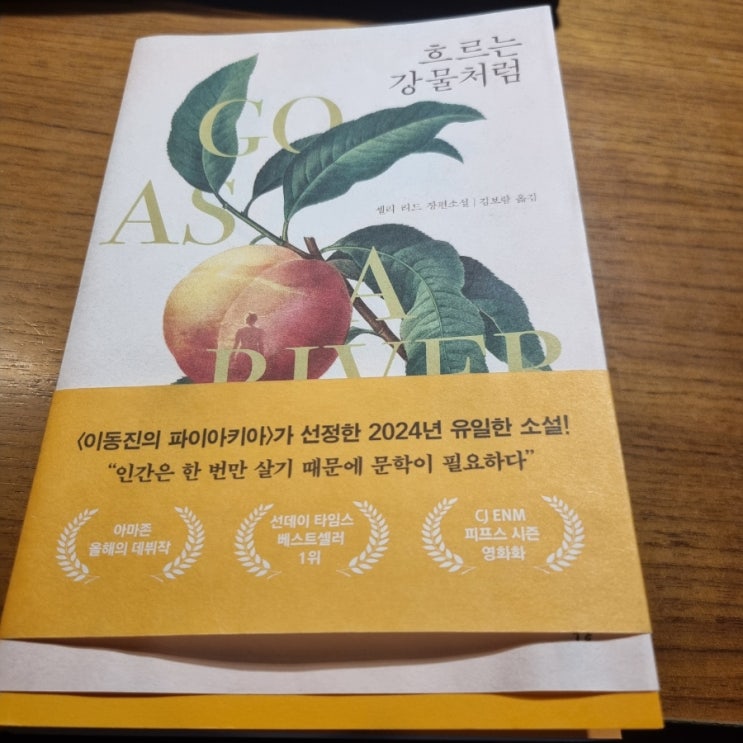 흐르는
강물처럼
GO
AS
셸리 리드 장편소설 | 김보람 옮김
A
RIVER
〈이동진의 파이아키아〉가 선정한 2024년 유일한 소설!
“인간은 한 번만 살기 때문에 문학이 필요하다”
아마존
올해의 데뷔작
선데이 타임스
베스트셀러
1위
CJ ENM
피프스 시즌
영화화